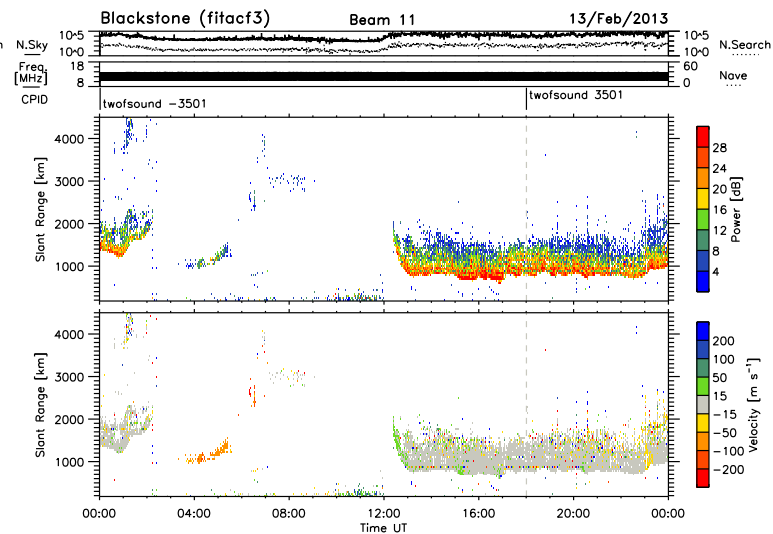 Blackstone (fitacf3) Beam 11 13/Feb/2013
n N.Sky 10^5 10^0 10^5 10^0 N.Search
Freq. [MHz] 18 8 60 0 Nave
CPID twofsound -3501 twofsound 3501
Slant Range [km]
4000
3000
2000
1000
28
24
20
16
12
8
4
Power [dB]
Slant Range [km]
4000
3000
2000
1000
200
100
50
15
-15
-50
-100
-200
Velocity [m s⁻¹]
00:00 04:00 08:00 12:00 16:00 20:00 00:00
Time UT